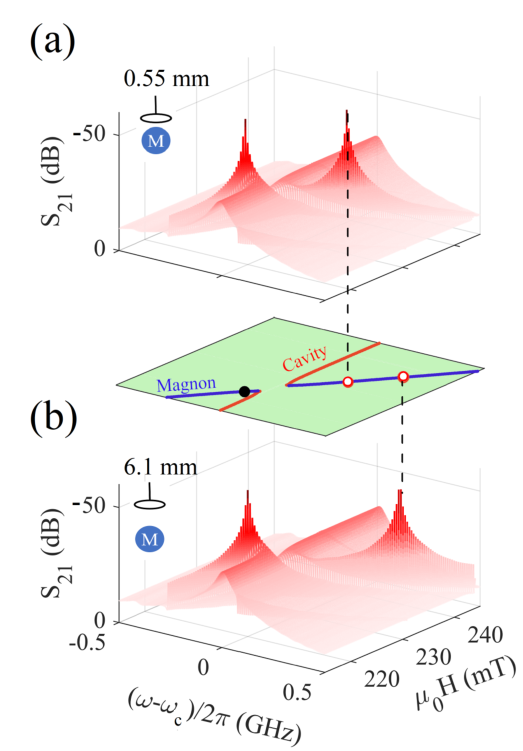 (a)
0.55 mm
M
-50
S21 (dB)
0
Cavity
Magnon
(b)
6.1 mm
M
-50
S21 (dB)
0
-0.5
0
0.5
(ω-ωc)/2π (GHz)
220
230
240
μ0H (mT)